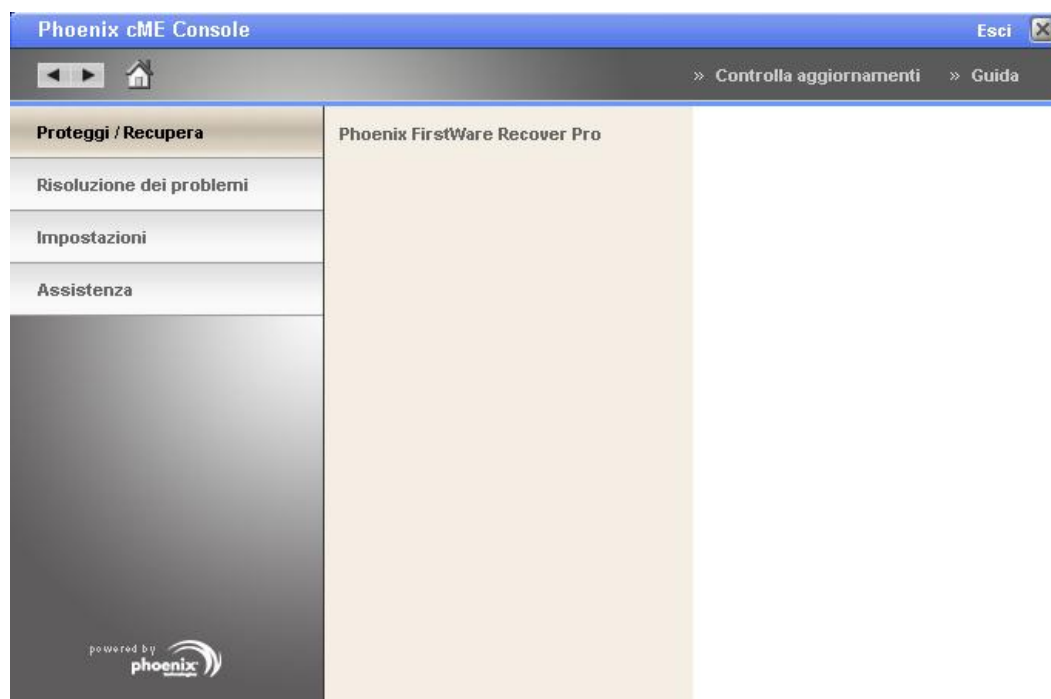 Phoenix cME Console
Esci
» Controlla aggiornamenti » Guida
Proteggi / Recupera
Phoenix FirstWare Recover Pro
Risoluzione dei problemi
Impostazioni
Assistenza
powered by
phoenix